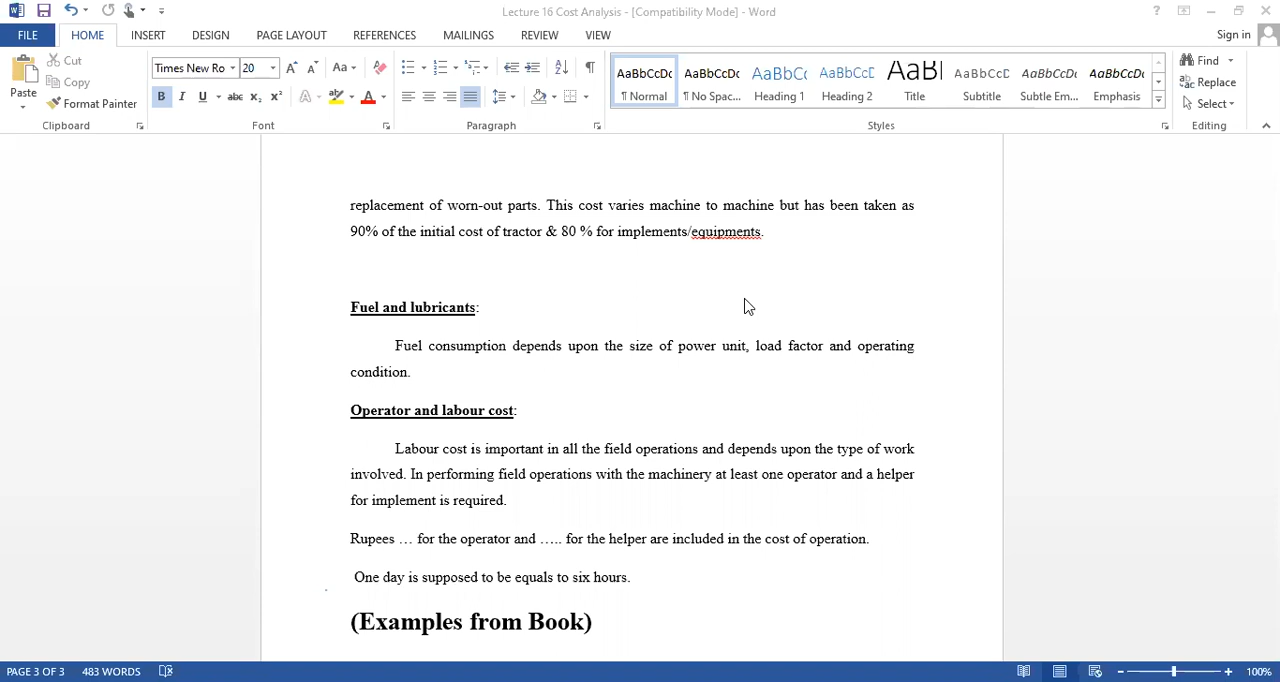 Lecture 16 Cost Analysis - [Compatibility Mode] - Word
?
FILE HOME INSERT DESIGN PAGE LAYOUT REFERENCES MAILINGS REVIEW VIEW Sign in
Paste Cut Copy Format Painter
Times New Ro 20 Aa
B I U abc x₂ x² A A
AaBbCcDc AaBbCcDc AaBbCc AaBbCcD AaBl AaBbCcD AaBbCcDc AaBbCcDc
¶ Normal ¶ No Spac... Heading 1 Heading 2 Title Subtitle Subtle Em... Emphasis
Find Replace Select
Clipboard Font Paragraph Styles Editing
replacement of worn-out parts. This cost varies machine to machine but has been taken as
90% of the initial cost of tractor & 80 % for implements/equipments.
Fuel and lubricants:
Fuel consumption depends upon the size of power unit, load factor and operating
condition.
Operator and labour cost:
Labour cost is important in all the field operations and depends upon the type of work
involved. In performing field operations with the machinery at least one operator and a helper
for implement is required.
Rupees … for the operator and ….. for the helper are included in the cost of operation.
One day is supposed to be equals to six hours.
(Examples from Book)
PAGE 3 OF 3 483 WORDS 100%